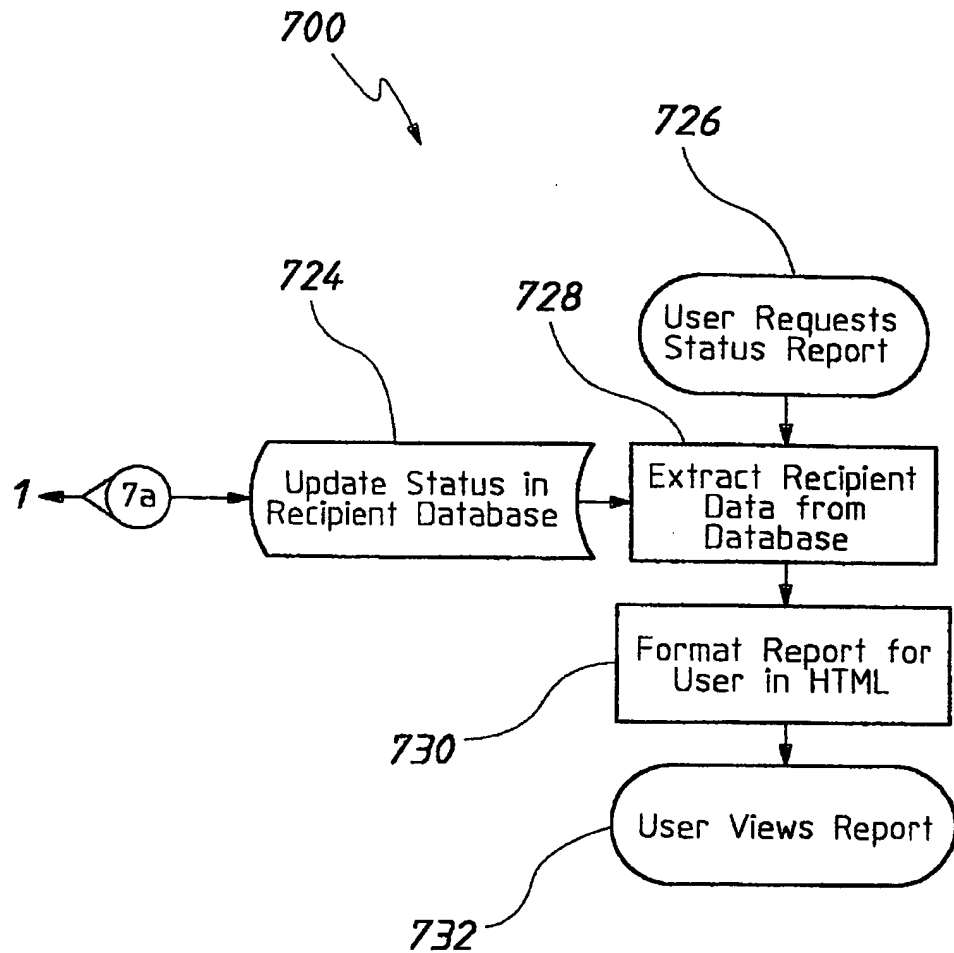 700
726
724
728
User Requests
Status Report
1
7a
Update Status in
Recipient Database
Extract Recipient
Data from
Database
Format Report for
User in HTML
730
User Views Report
732